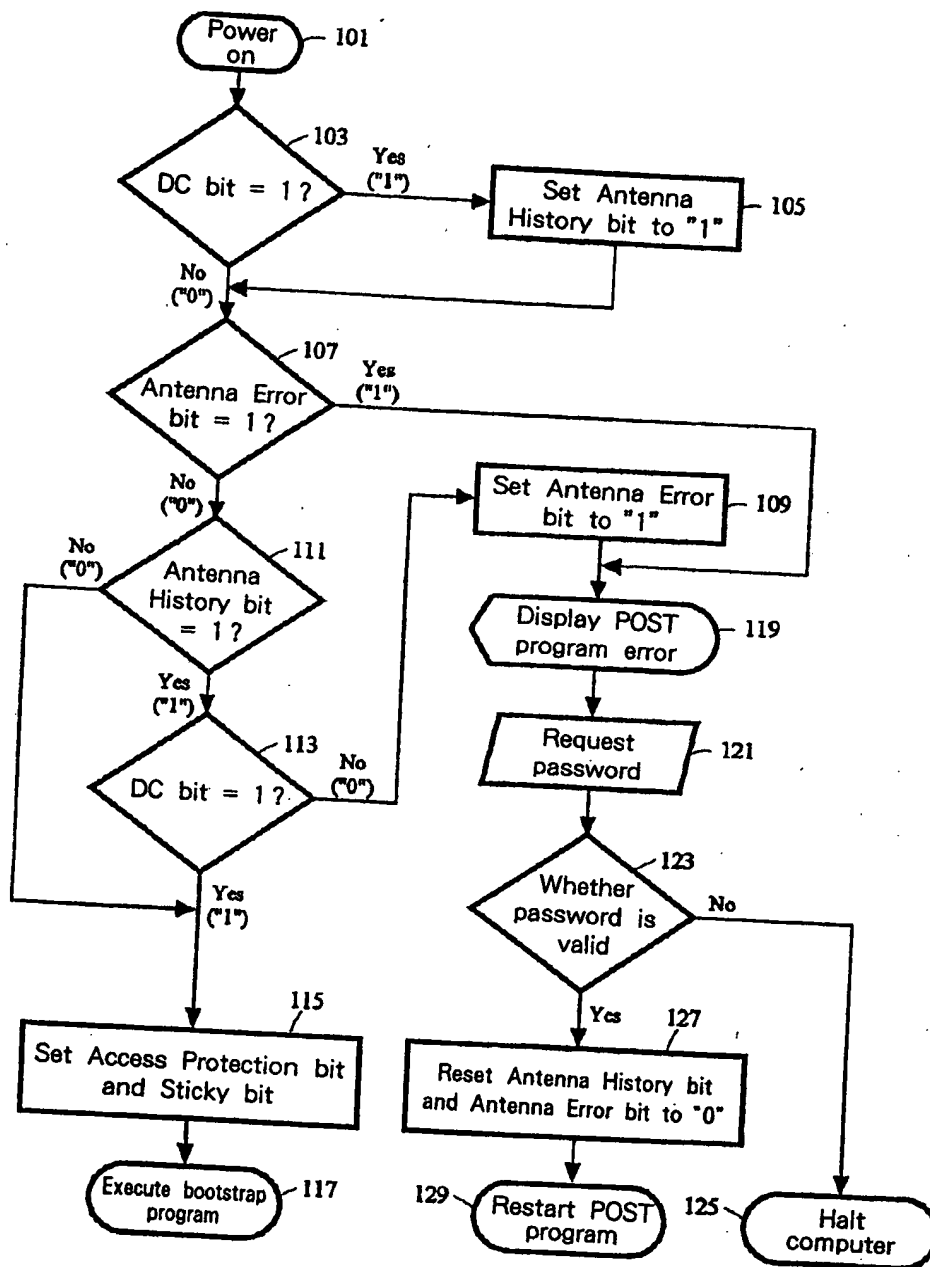 Power
on
101
103
DC bit = 1?
Yes
("1")
Set Antenna
History bit to "1"
105
No
("0")
107
Antenna Error
bit = 1?
Yes
("1")
No
("0")
Set Antenna Error
bit to "1"
109
No
("0")
111
Antenna
History bit
= 1?
Display POST
program error
119
Yes
("1")
113
DC bit = 1?
No
("0")
Request
password
121
123
Whether
password is
valid
No
Yes
("1")
115
Set Access Protection bit
and Sticky bit
Yes
127
Reset Antenna History bit
and Antenna Error bit to "0"
Execute bootstrap
program
117
129
Restart POST
program
125
Halt
computer